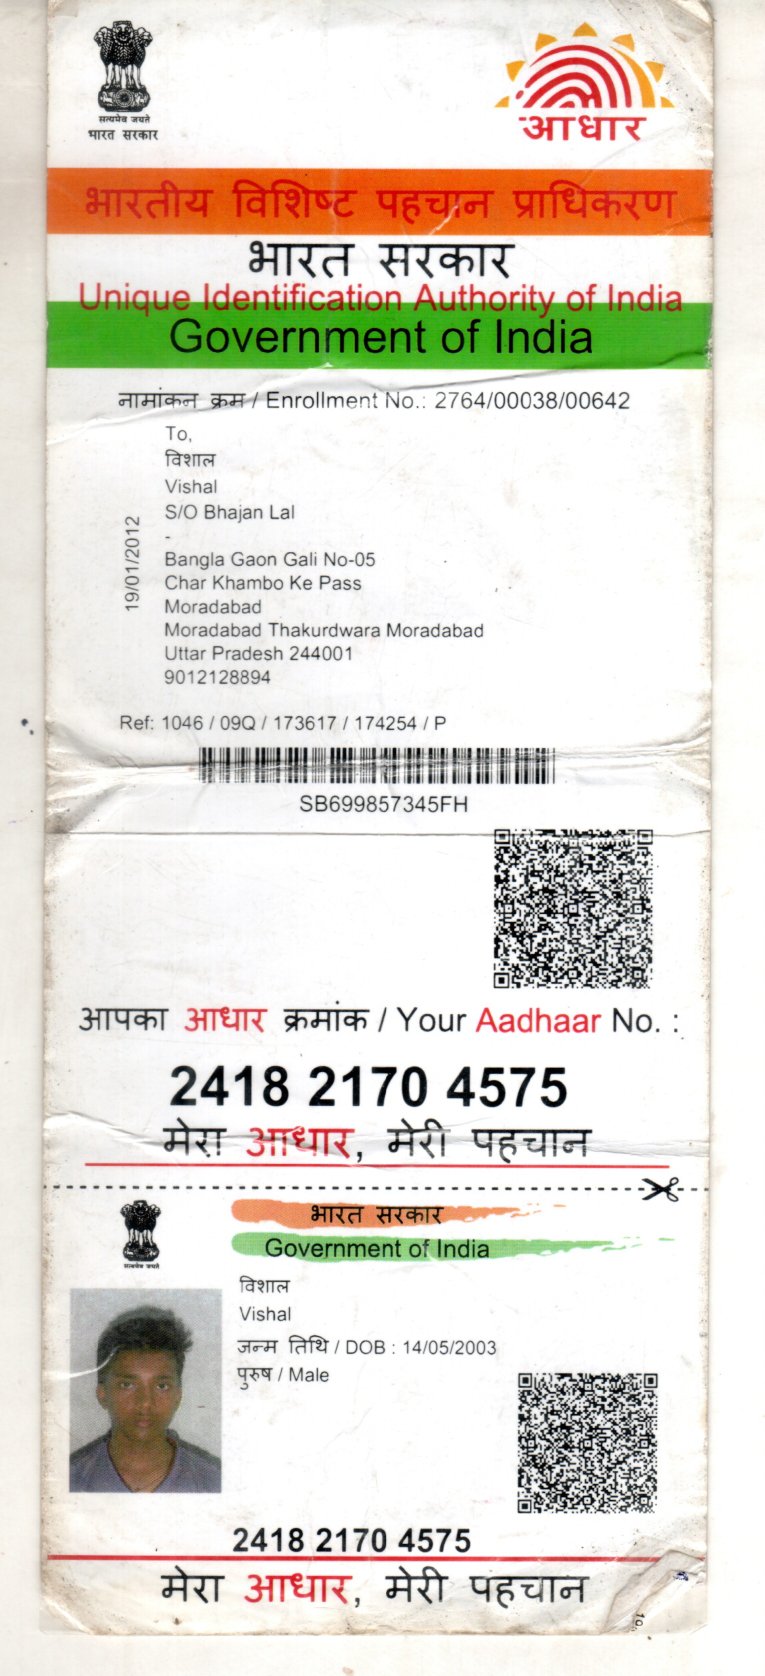 सत्यमेव जयते
भारत सरकार
आधार
भारतीय विशिष्ट पहचान प्राधिकरण
भारत सरकार
Unique Identification Authority of India
Government of India
नामांकन क्रम / Enrollment No.: 2764/00038/00642
To,
विशाल
Vishal
S/O Bhajan Lal
-
Bangla Gaon Gali No-05
Char Khambo Ke Pass
Moradabad
Moradabad Thakurdwara Moradabad
Uttar Pradesh 244001
9012128894
19/01/2012
Ref: 1046 / 09Q / 173617 / 174254 / P
SB699857345FH
आपका आधार क्रमांक / Your Aadhaar No. :
2418 2170 4575
मेरा आधार, मेरी पहचान
सत्यमेव जयते
भारत सरकार
Government of India
विशाल
Vishal
जन्म तिथि / DOB : 14/05/2003
पुरुष / Male
2418 2170 4575
मेरा आधार, मेरी पहचान